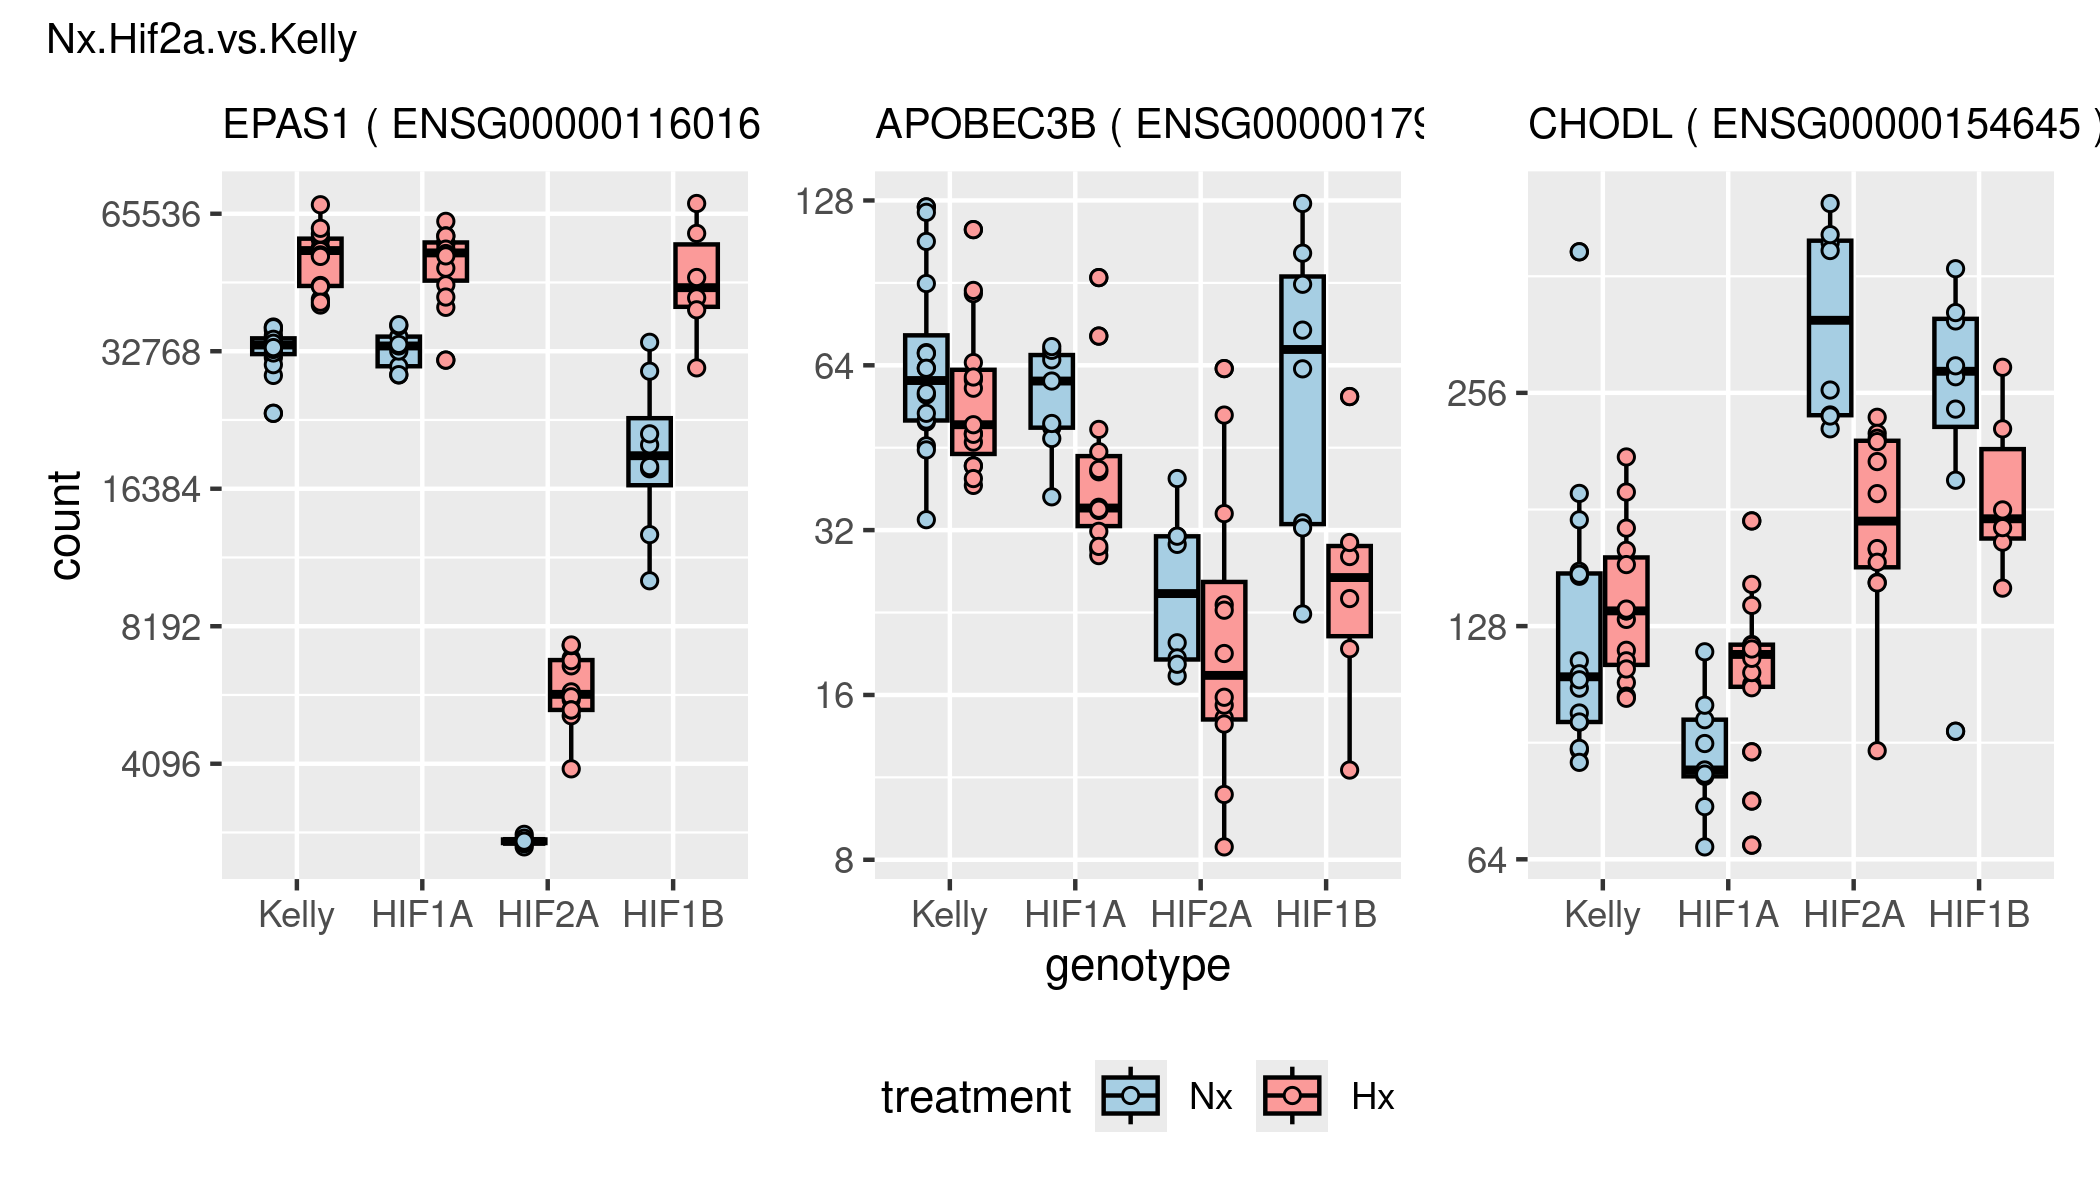 Nx.Hif2a.vs.Kelly
EPAS1 ( ENSG00000116016
APOBEC3B ( ENSG00000179
CHODL ( ENSG00000154645 )
count
65536
32768
16384
8192
4096
128
64
32
16
8
256
128
64
Kelly HIF1A HIF2A HIF1B
Kelly HIF1A HIF2A HIF1B
Kelly HIF1A HIF2A HIF1B
genotype
treatment Nx Hx